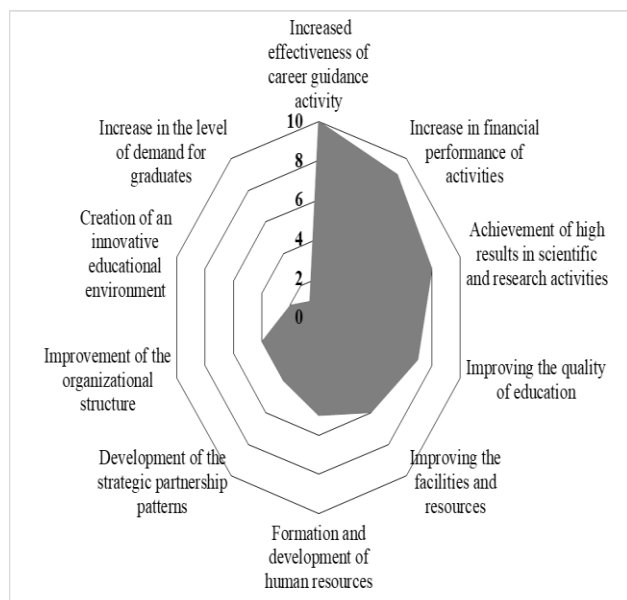 Increased
effectiveness of
career guidance
activity
Increase in financial
performance of
activities
Achievement of high
results in scientific
and research activities
Improving the quality
of education
Improving the
facilities and
resources
Formation and
development of
human resources
Development of the
strategic partnership
patterns
Improvement of the
organizational
structure
Creation of an
innovative
educational
environment
Increase in the level
of demand for
graduates
10
8
6
4
2
0